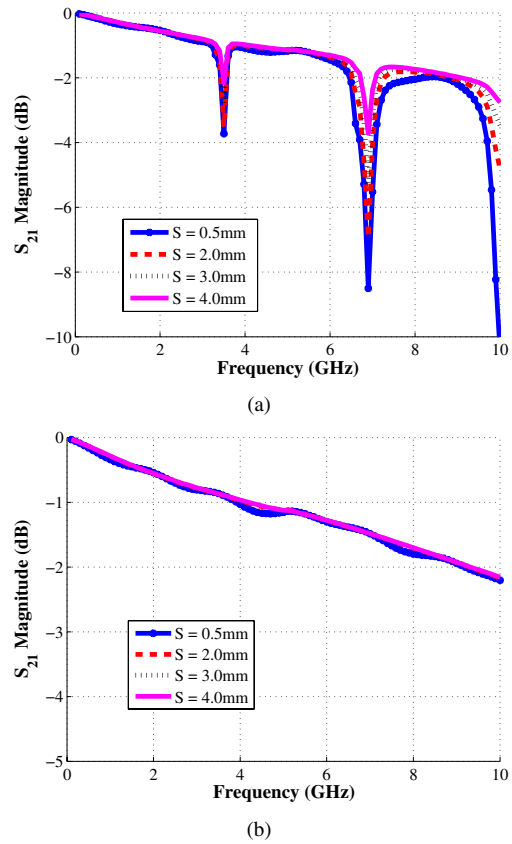 0
−2
−4
−6
−8
−10
S21 Magnitude (dB)
S = 0.5mm
S = 2.0mm
S = 3.0mm
S = 4.0mm
0 2 4 6 8 10
Frequency (GHz)
(a)
0
−1
−2
−3
−4
−5
S21 Magnitude (dB)
S = 0.5mm
S = 2.0mm
S = 3.0mm
S = 4.0mm
0 2 4 6 8 10
Frequency (GHz)
(b)